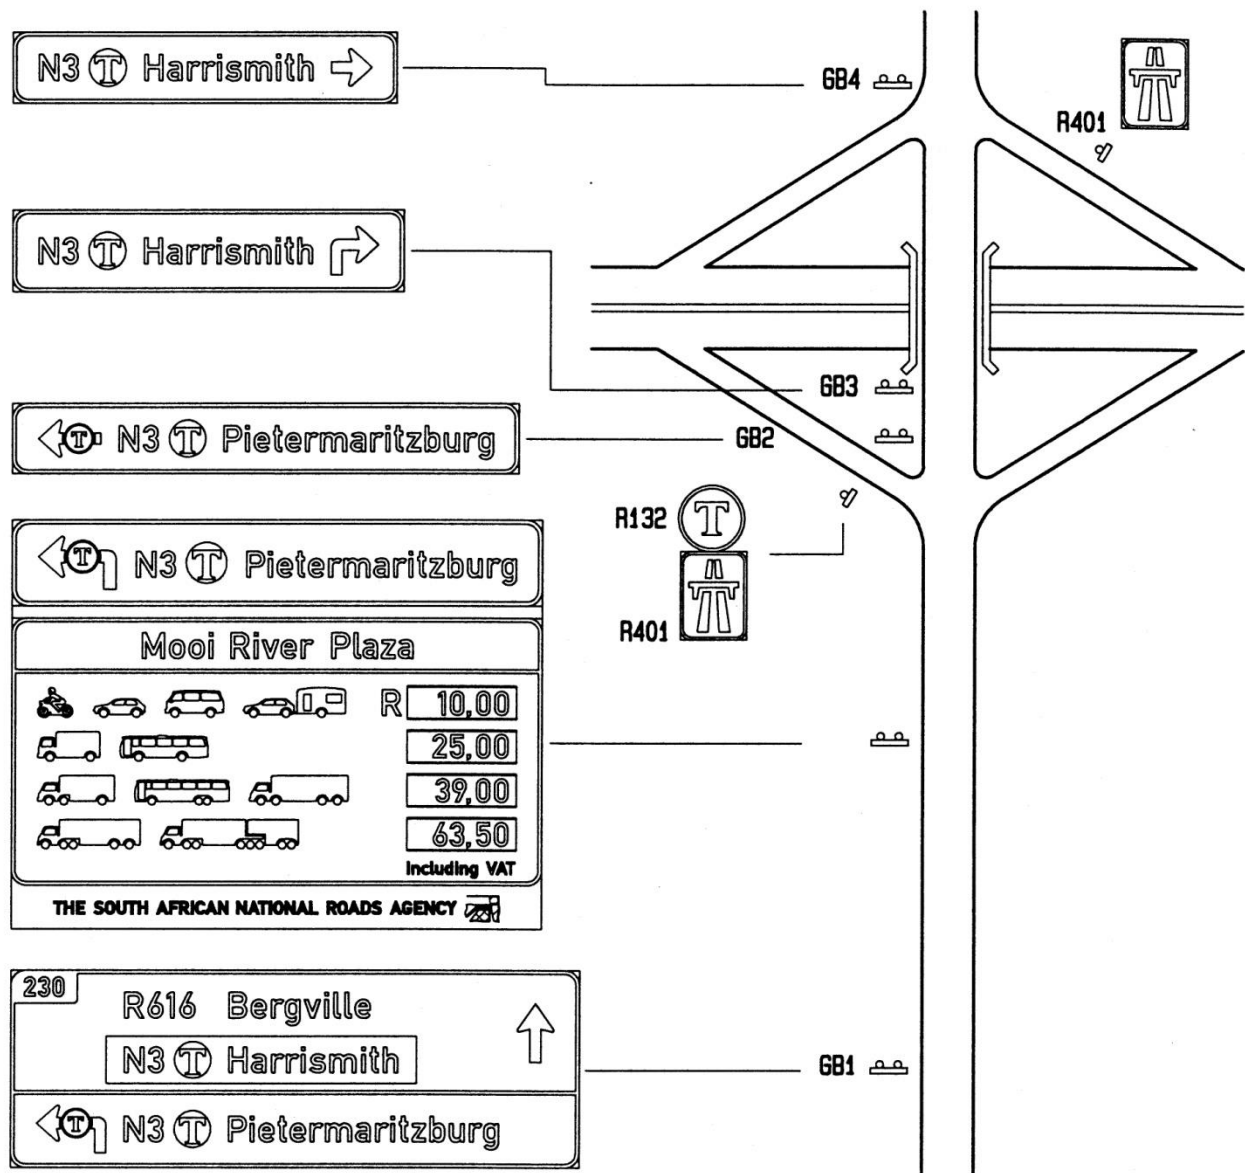 N3 T Harrismith
GB4
R401
N3 T Harrismith
GB3
T N3 T Pietermaritzburg
GB2
T N3 T Pietermaritzburg
R132
T
R401
Mooi River Plaza
R 10,00
25,00
39,00
63,50
Including VAT
THE SOUTH AFRICAN NATIONAL ROADS AGENCY
230
R616 Bergville
N3 T Harrismith
GB1
T N3 T Pietermaritzburg